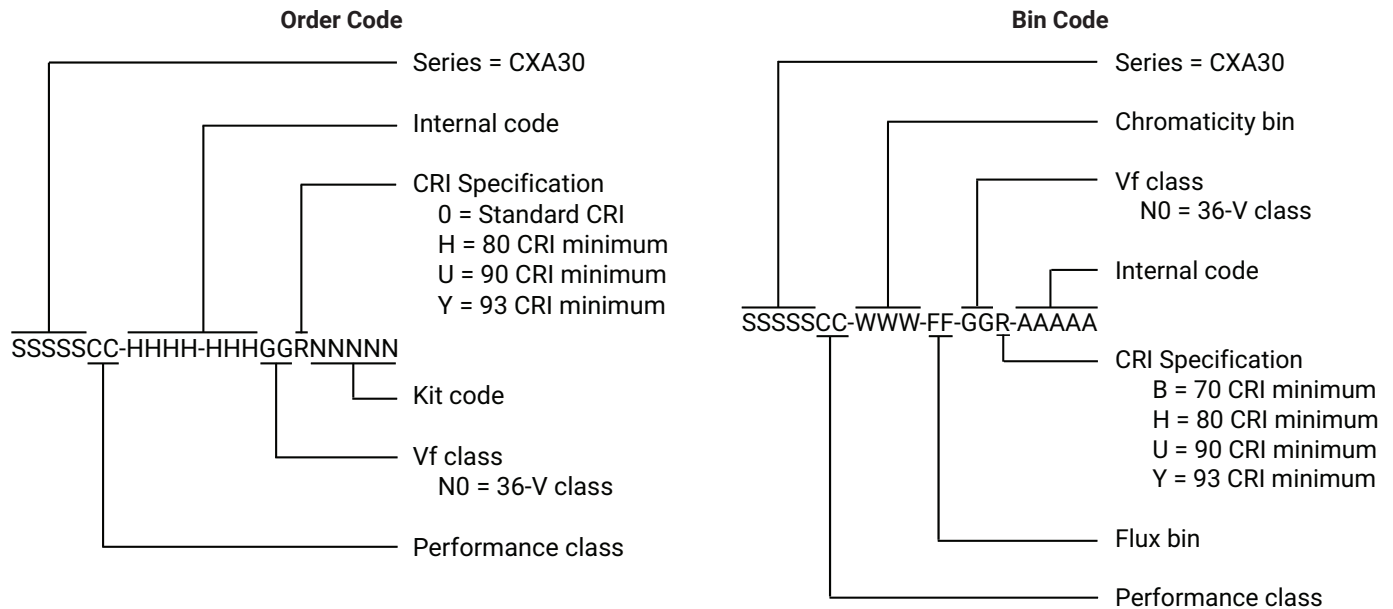 Order Code
Series = CXA30
Internal code
CRI Specification
0 = Standard CRI
H = 80 CRI minimum
U = 90 CRI minimum
Y = 93 CRI minimum
SSSSSCC-HHHH-HHHGGRNNNNN
Kit code
Vf class
N0 = 36-V class
Performance class
Bin Code
Series = CXA30
Chromaticity bin
Vf class
N0 = 36-V class
Internal code
SSSSSCC-WWW-FF-GGR-AAAAA
CRI Specification
B = 70 CRI minimum
H = 80 CRI minimum
U = 90 CRI minimum
Y = 93 CRI minimum
Flux bin
Performance class